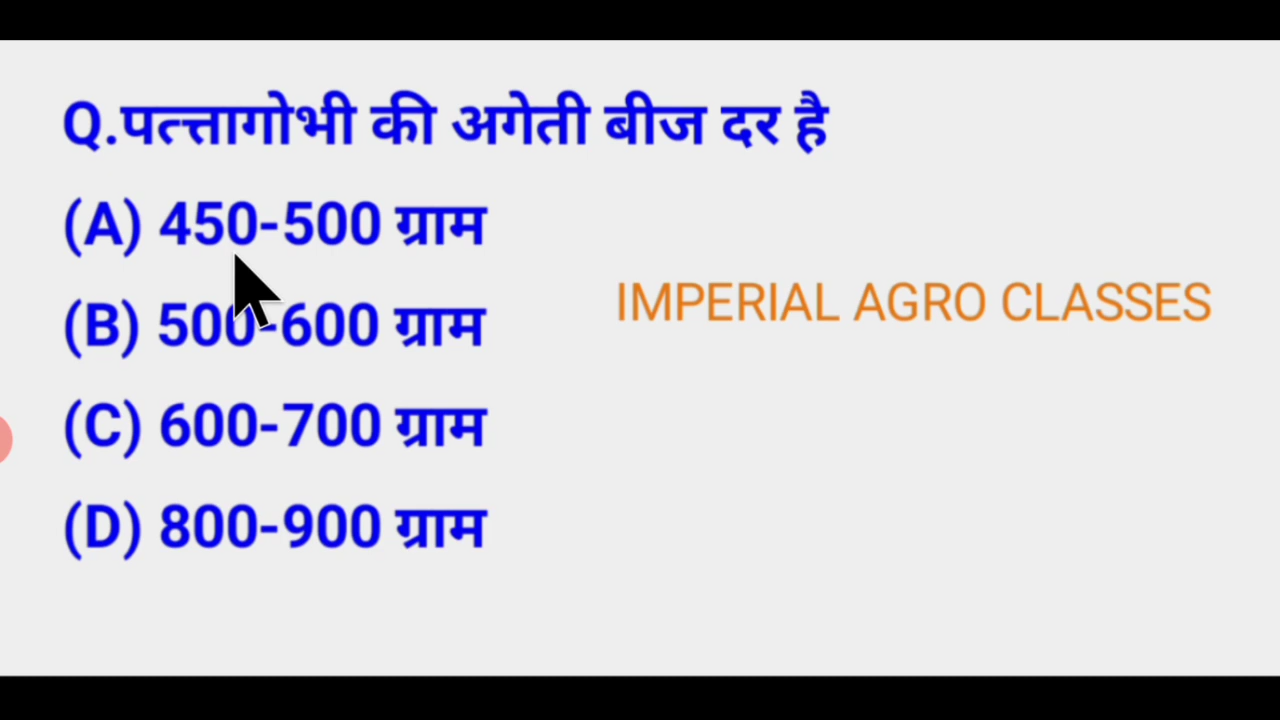 Q.पत्तागोभी की अगेती बीज दर है
(A) 450-500 ग्राम
(B) 500-600 ग्राम
IMPERIAL AGRO CLASSES
(C) 600-700 ग्राम
(D) 800-900 ग्राम